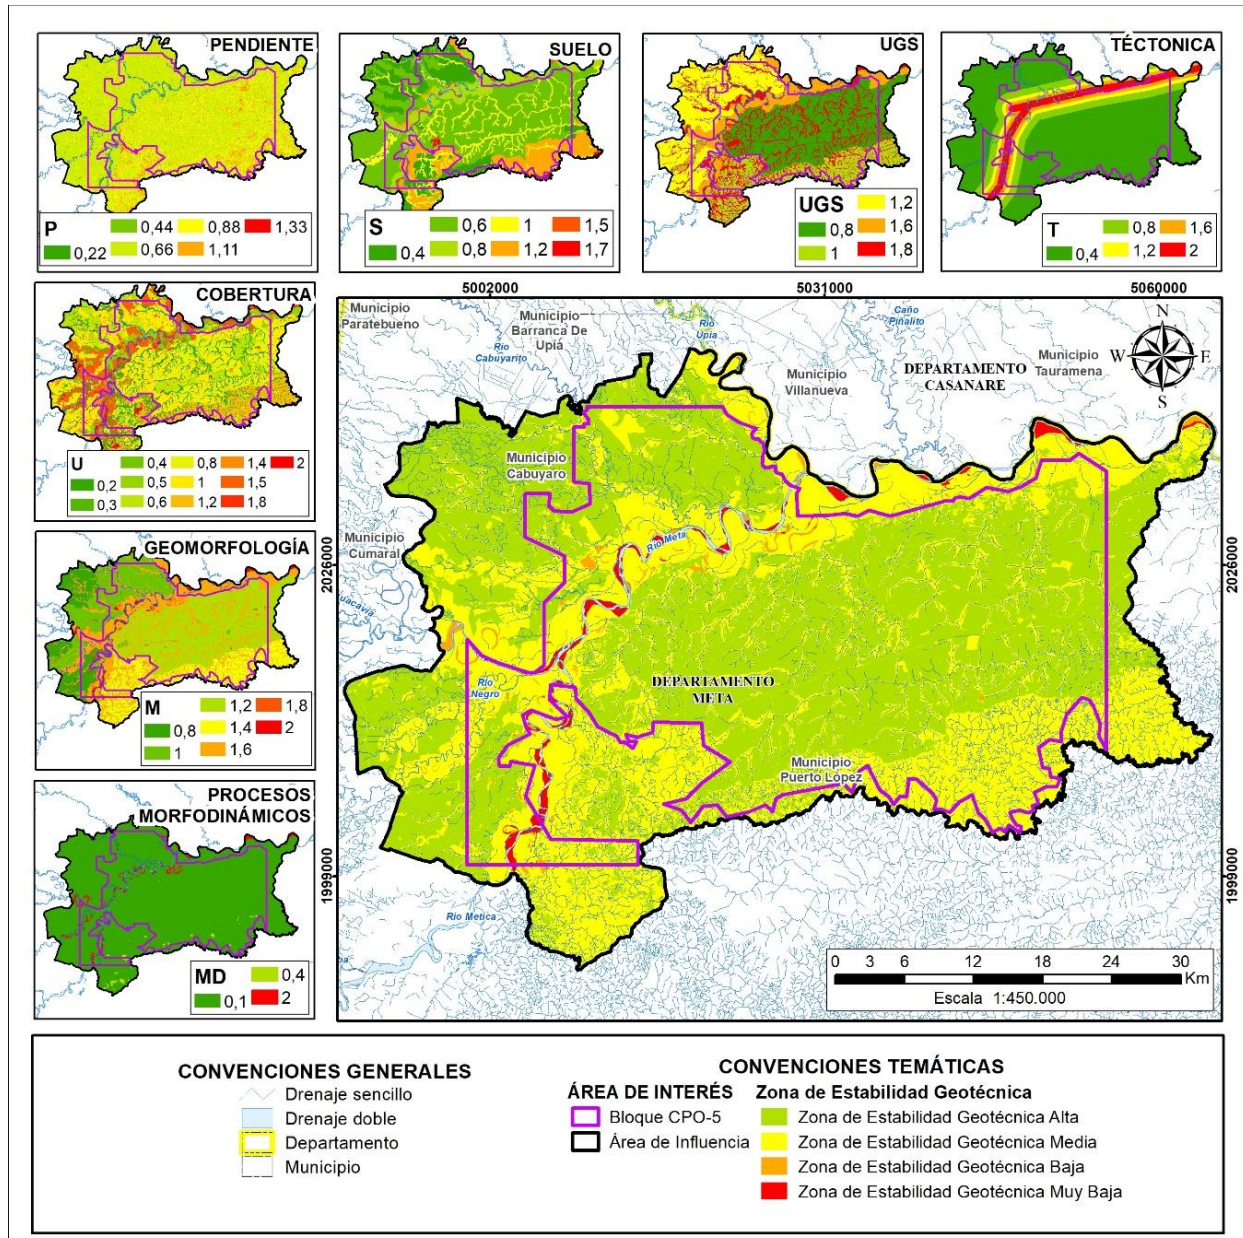 PENDIENTE
P
0,22
0,44
0,66
0,88
1,11
1,33
SUELO
S
0,4
0,6
0,8
1
1,2
1,5
1,7
UGS
UGS
0,8
1
1,2
1,6
1,8
TÉCTONICA
T
0,4
0,8
1,2
1,6
2
COBERTURA
U
0,2
0,3
0,4
0,5
0,6
0,8
1
1,2
1,4
1,5
1,8
2
GEOMORFOLOGÍA
M
0,8
1
1,2
1,4
1,6
1,8
2
PROCESOS
MORFODINÁMICOS
MD
0,1
0,4
2
5002000
5031000
5060000
Municipio
Paratebueno
Municipio
Barranca De
Upiá
Río
Cabuyarito
Río
Upia
Municipio
Villanueva
Caño
Piñalito
DEPARTAMENTO
CASANARE
Municipio
Tauramena
N
W
E
S
Municipio
Cabuyaro
Municipio
Cumaral
Río Meta
2026000
2026000
Río
Negro
DEPARTAMENTO
META
Municipio
Puerto López
1999000
1999000
Río Metica
0 3 6 12 18 24 30
Km
Escala 1:450.000
CONVENCIONES GENERALES
Drenaje sencillo
Drenaje doble
Departamento
Municipio
CONVENCIONES TEMÁTICAS
ÁREA DE INTERÉS
Bloque CPO-5
Área de Influencia
Zona de Estabilidad Geotécnica
Zona de Estabilidad Geotécnica Alta
Zona de Estabilidad Geotécnica Media
Zona de Estabilidad Geotécnica Baja
Zona de Estabilidad Geotécnica Muy Baja